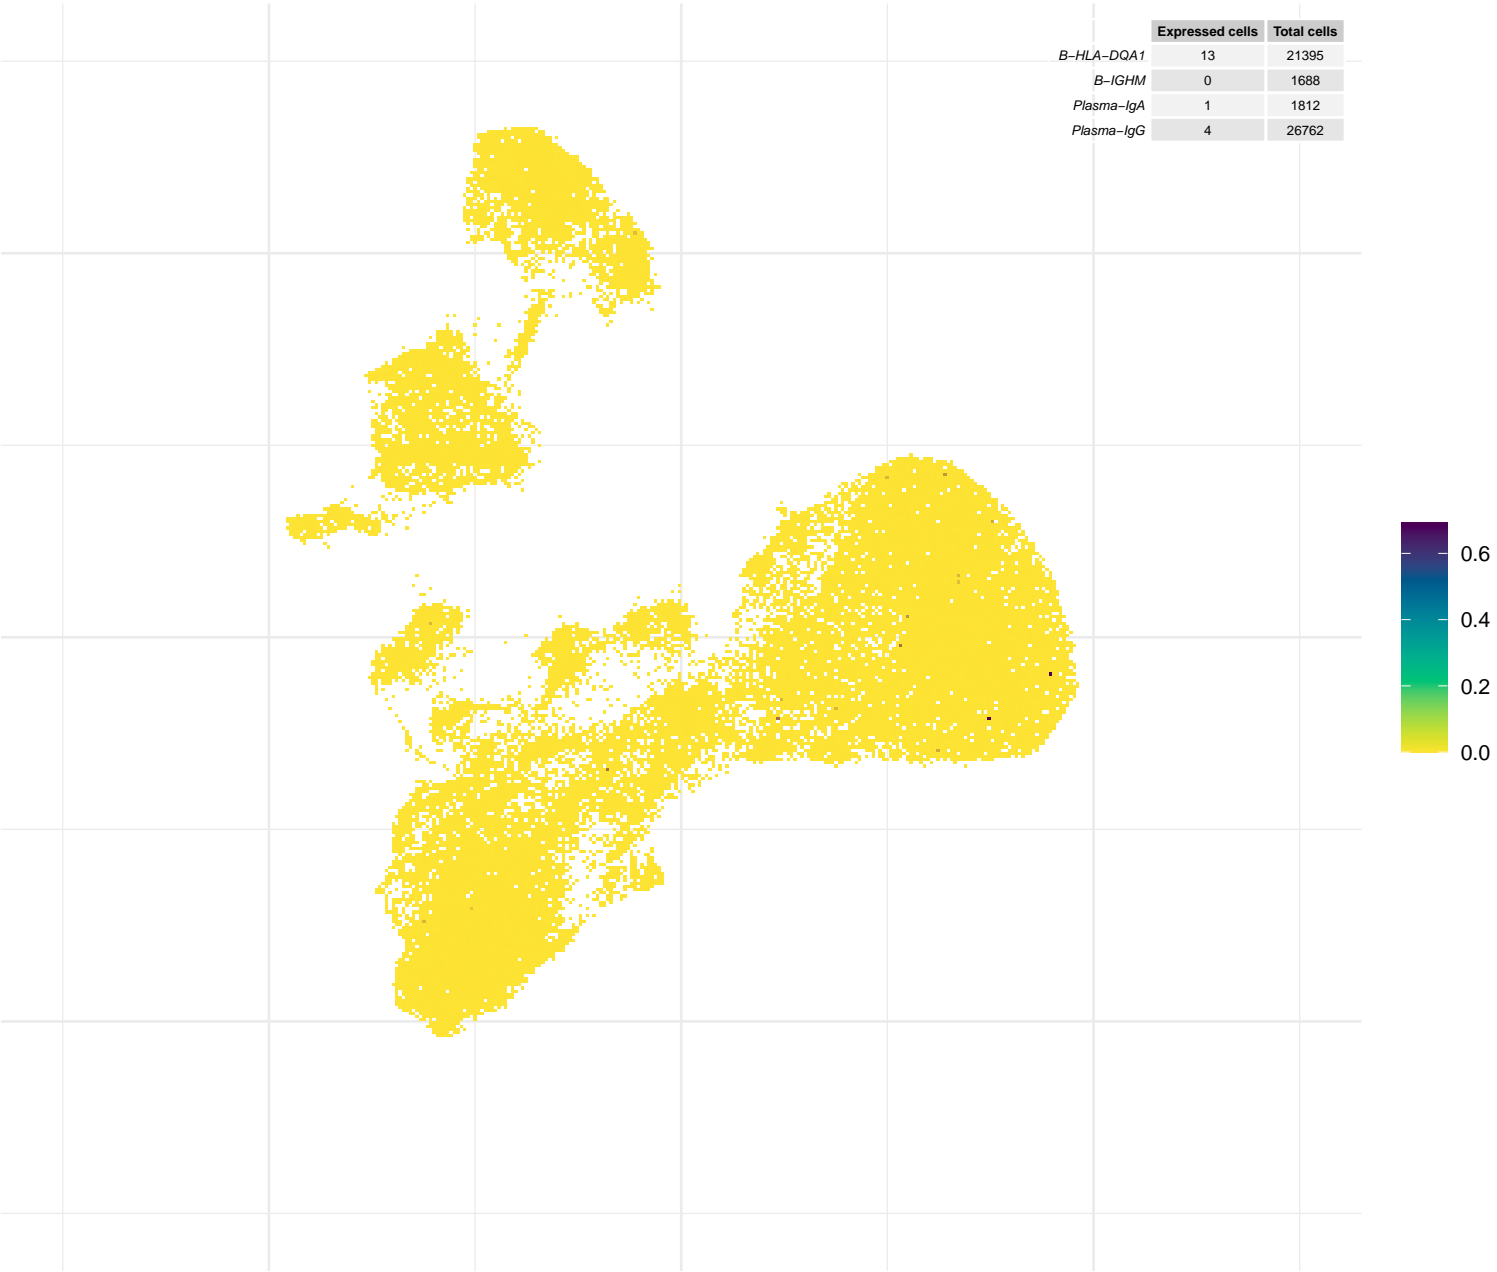 Expressed cells Total cells
B−HLA−DQA1 13 21395
B−IGHM 0 1688
Plasma−IgA 1 1812
Plasma−IgG 4 26762
0.6
0.4
0.2
0.0